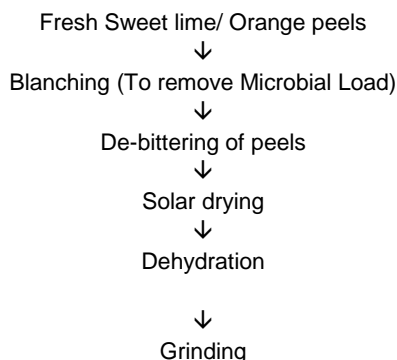 Fresh Sweet lime/ Orange peels
↓
Blanching (To remove Microbial Load)
↓
De-bittering of peels
↓
Solar drying
↓
Dehydration
↓
Grinding